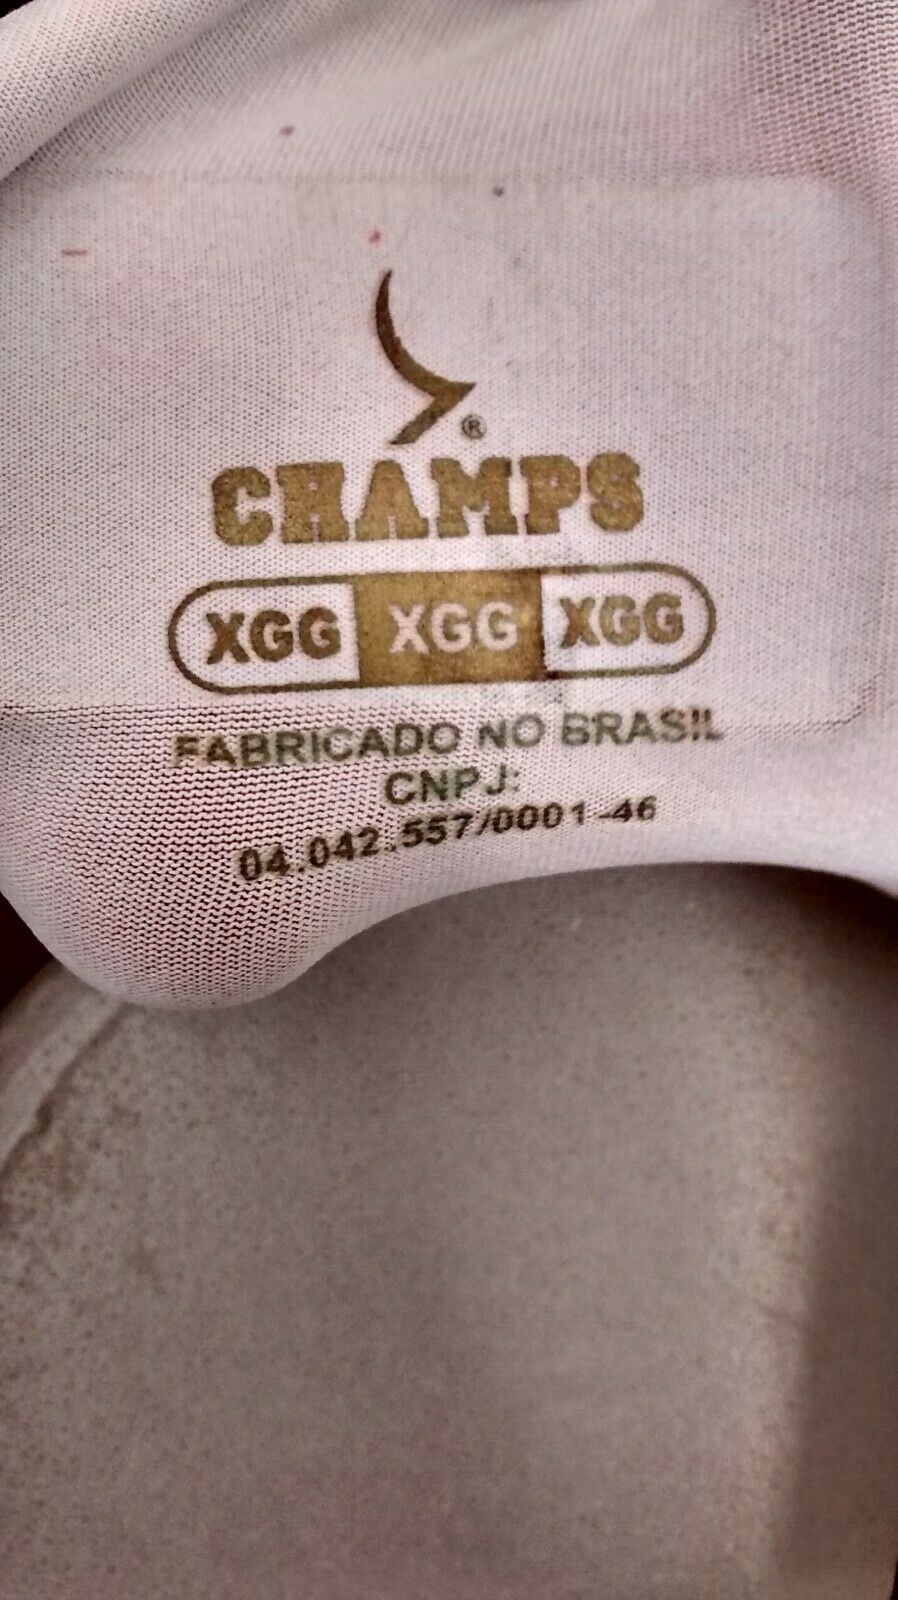 ®
CHAMPS
XGG XGG XGG
FABRICADO NO BRASIL
CNPJ:
04.042.557/0001-46